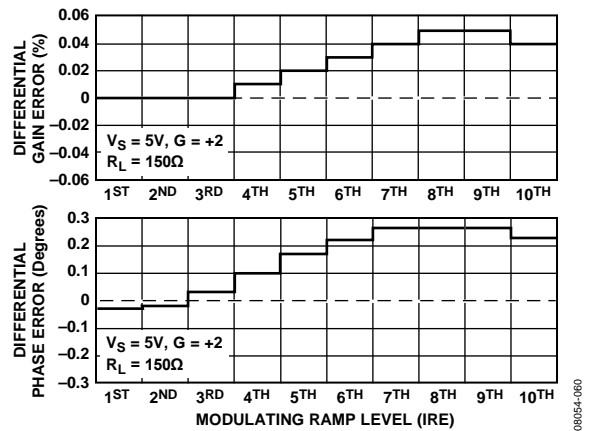 DIFFERENTIAL
GAIN ERROR (%)
0.06
0.04
0.02
0
–0.02
–0.04
–0.06
VS = 5V, G = +2
RL = 150Ω
1ST 2ND 3RD 4TH 5TH 6TH 7TH 8TH 9TH 10TH
DIFFERENTIAL
PHASE ERROR (Degrees)
0.3
0.2
0.1
0
–0.1
–0.2
–0.3
VS = 5V, G = +2
RL = 150Ω
1ST 2ND 3RD 4TH 5TH 6TH 7TH 8TH 9TH 10TH
MODULATING RAMP LEVEL (IRE)
08054-060